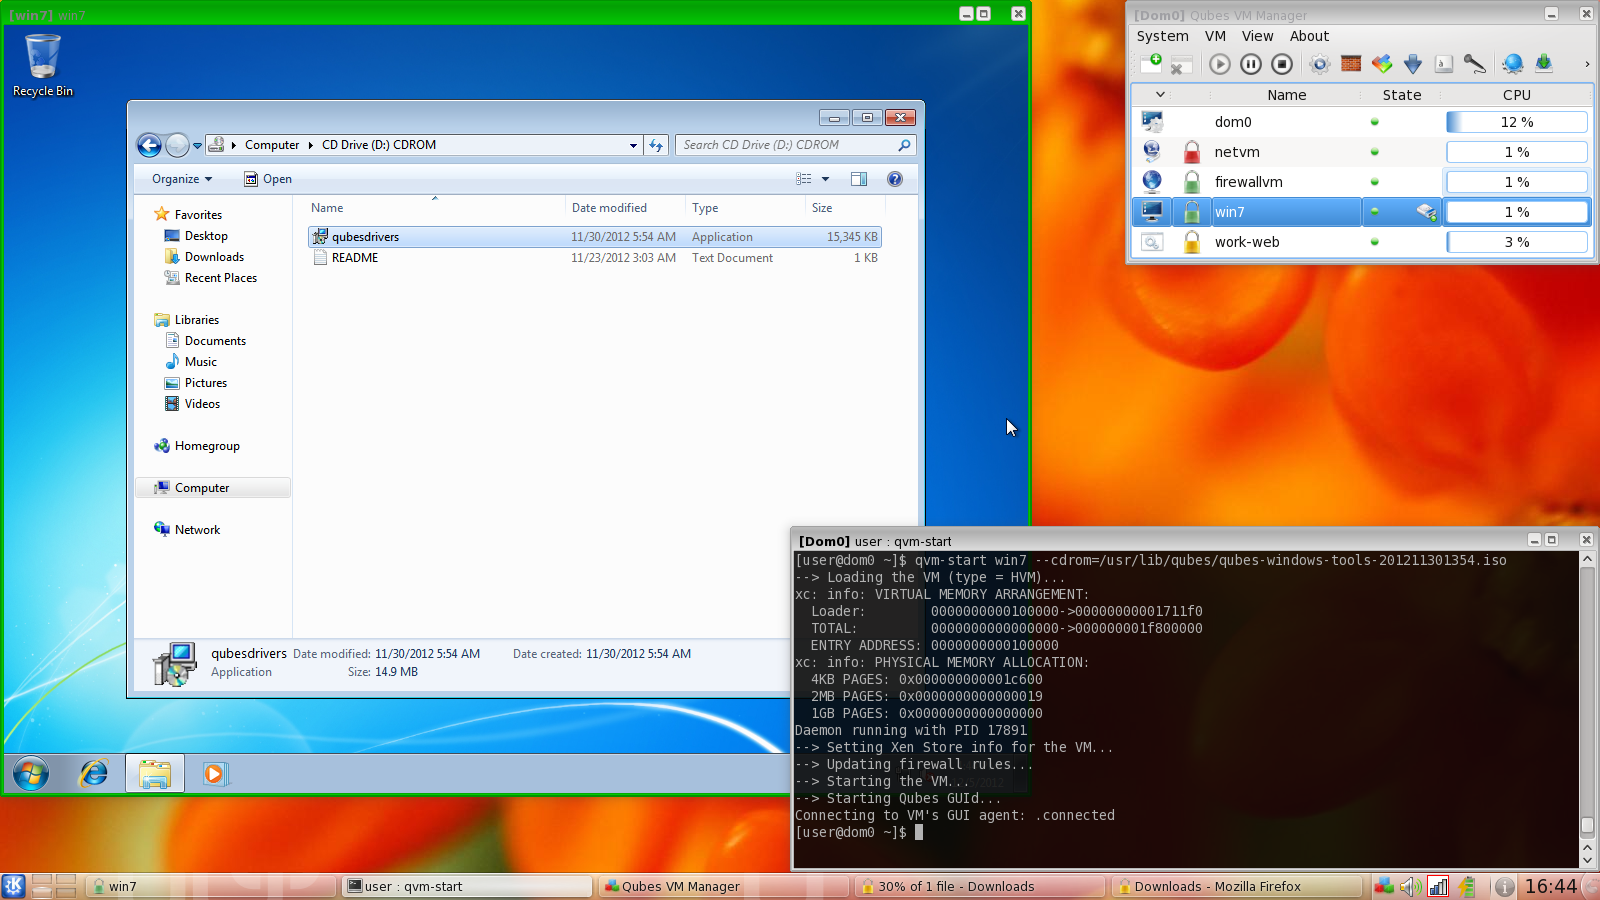 [win7] win7
Recycle Bin
Computer
CD Drive (D:) CDROM
Search CD Drive (D:) CDROM
Organize
Open
Name
Date modified
Type
Size
Favorites
Desktop
Downloads
Recent Places
Libraries
Documents
Music
Pictures
Videos
Homegroup
Computer
Network
qubesdrivers 11/30/2012 5:54 AM Application 15,345 KB
README 11/23/2012 3:03 AM Text Document 1 KB
qubesdrivers Date modified: 11/30/2012 5:54 AM Date created: 11/30/2012 5:54 AM
Application Size: 14.9 MB
[Dom0] Qubes VM Manager
System VM View About
Name State CPU
dom0 12 %
netvm 1 %
firewallvm 1 %
win7 1 %
work-web 3 %
[Dom0] user : qvm-start
[user@dom0 ~]$ qvm-start win7 --cdrom=/usr/lib/qubes/qubes-windows-tools-201211301354.iso
--> Loading the VM (type = HVM)...
xc: info: VIRTUAL MEMORY ARRANGEMENT:
Loader: 0000000000100000->00000000001711f0
TOTAL: 0000000000000000->000000001f800000
ENTRY ADDRESS: 0000000000100000
xc: info: PHYSICAL MEMORY ALLOCATION:
4KB PAGES: 0x000000000001c600
2MB PAGES: 0x0000000000000019
1GB PAGES: 0x0000000000000000
Daemon running with PID 17891
--> Setting Xen Store info for the VM...
--> Updating firewall rules...
--> Starting the VM...
--> Starting Qubes GUId...
Connecting to VM's GUI agent: .connected
[user@dom0 ~]$
win7
user : qvm-start
Qubes VM Manager
30% of 1 file - Downloads
Downloads - Mozilla Firefox
16:44